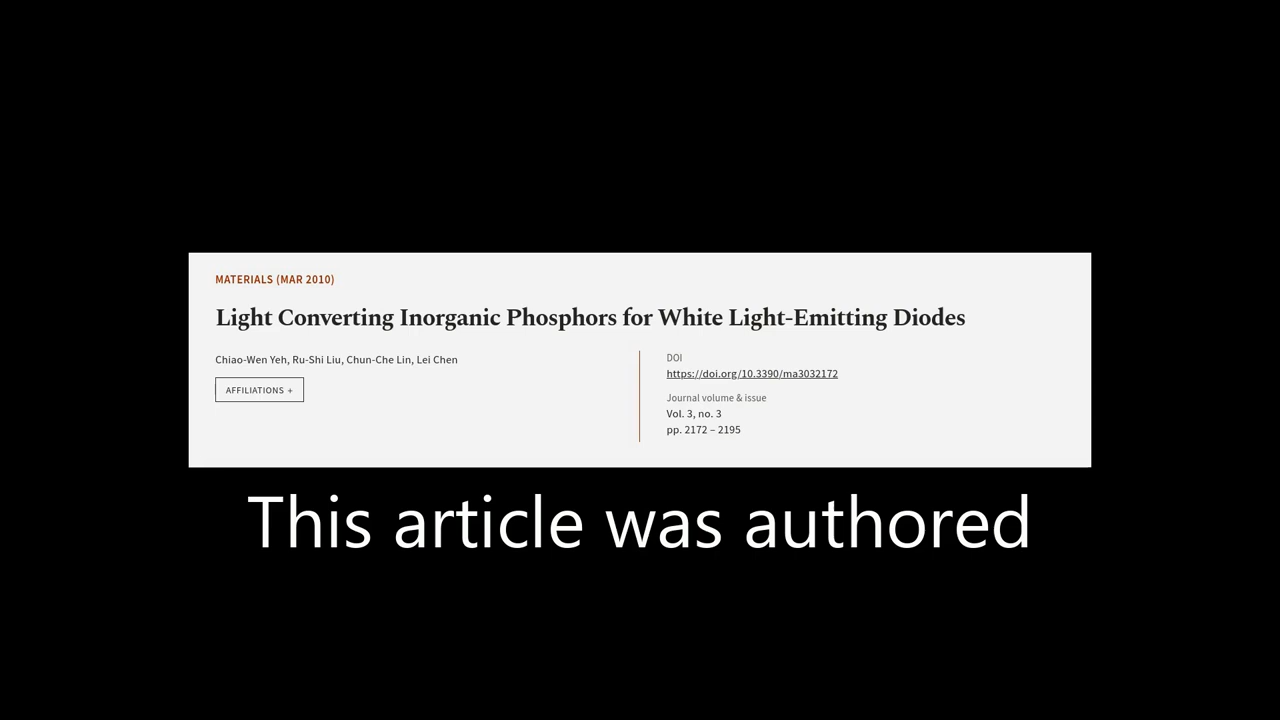 MATERIALS (MAR 2010)
Light Converting Inorganic Phosphors for White Light-Emitting Diodes
Chiao-Wen Yeh, Ru-Shi Liu, Chun-Che Lin, Lei Chen
AFFILIATIONS +
DOI
https://doi.org/10.3390/ma3032172
Journal volume & issue
Vol. 3, no. 3
pp. 2172 – 2195
This article was authored